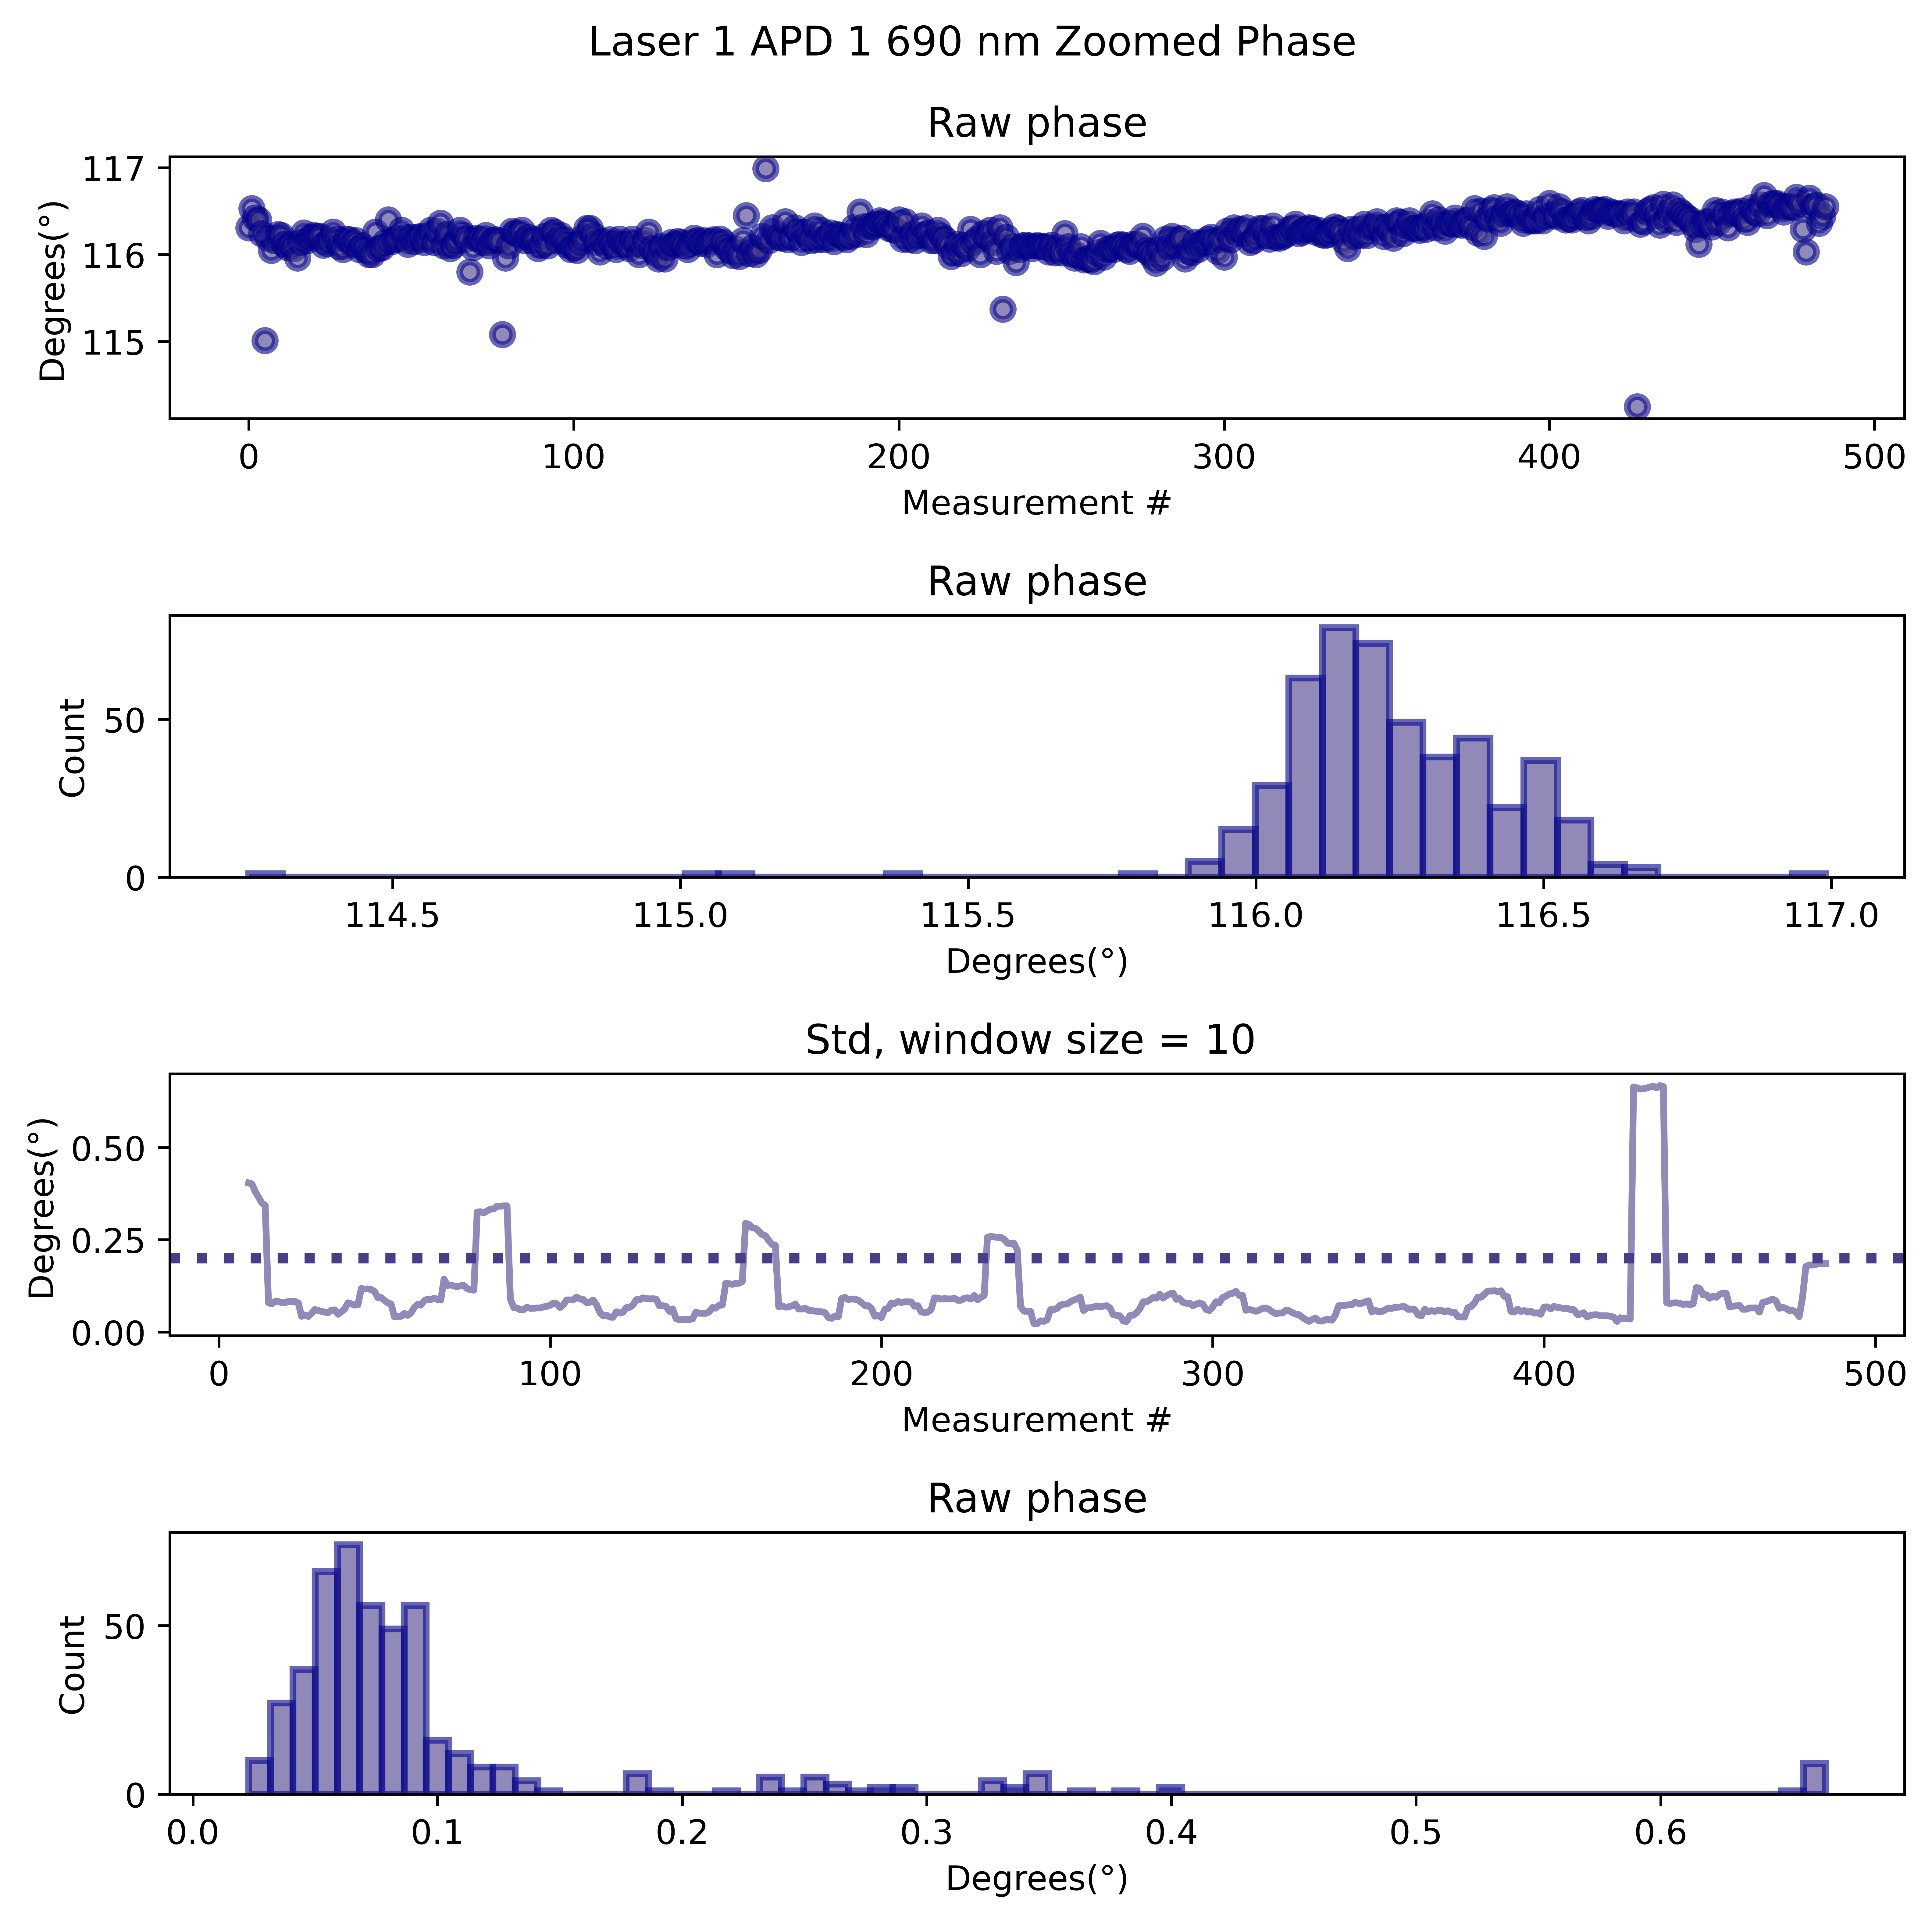 Laser 1 APD 1 690 nm Zoomed Phase
Raw phase
Degrees(°)
117
116
115
0 100 200 300 400 500
Measurement #
Raw phase
Count
50
0
114.5 115.0 115.5 116.0 116.5 117.0
Degrees(°)
Std, window size = 10
Degrees(°)
0.50
0.25
0.00
0 100 200 300 400 500
Measurement #
Raw phase
Count
50
0
0.0 0.1 0.2 0.3 0.4 0.5 0.6
Degrees(°)